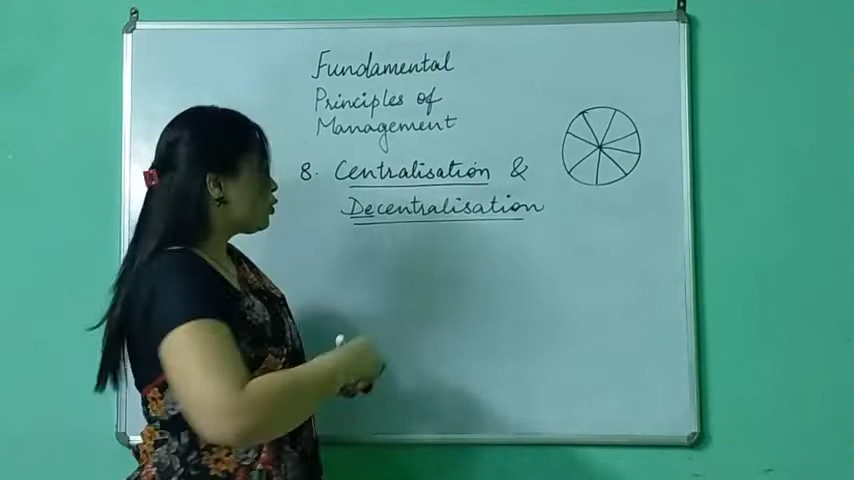 Fundamental
Principles of
Management
8. Centralisation &
Decentralisation